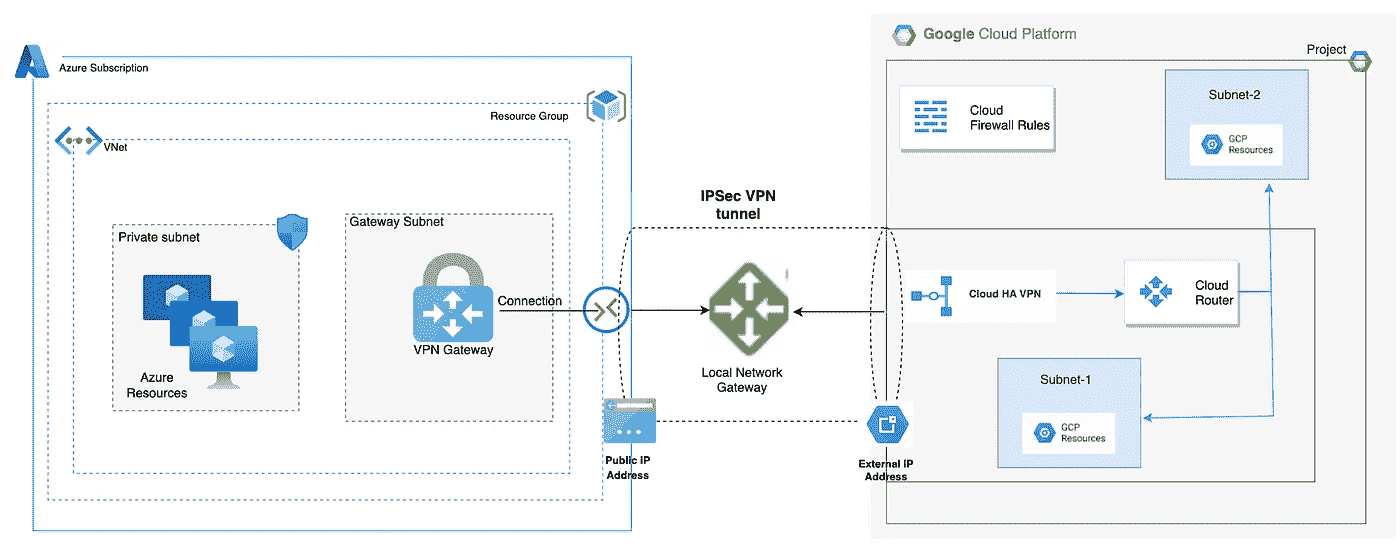 Google Cloud Platform
Project
Azure Subscription
Subnet-2
Resource Group
Cloud
Firewall Rules
GCP
Resources
VNet
IPSec VPN
tunnel
Private subnet
Gateway Subnet
Connection
Cloud HA VPN
Cloud
Router
VPN Gateway
Azure
Resources
Local Network
Gateway
Subnet-1
GCP
Resources
Public IP
Address
External IP
Address